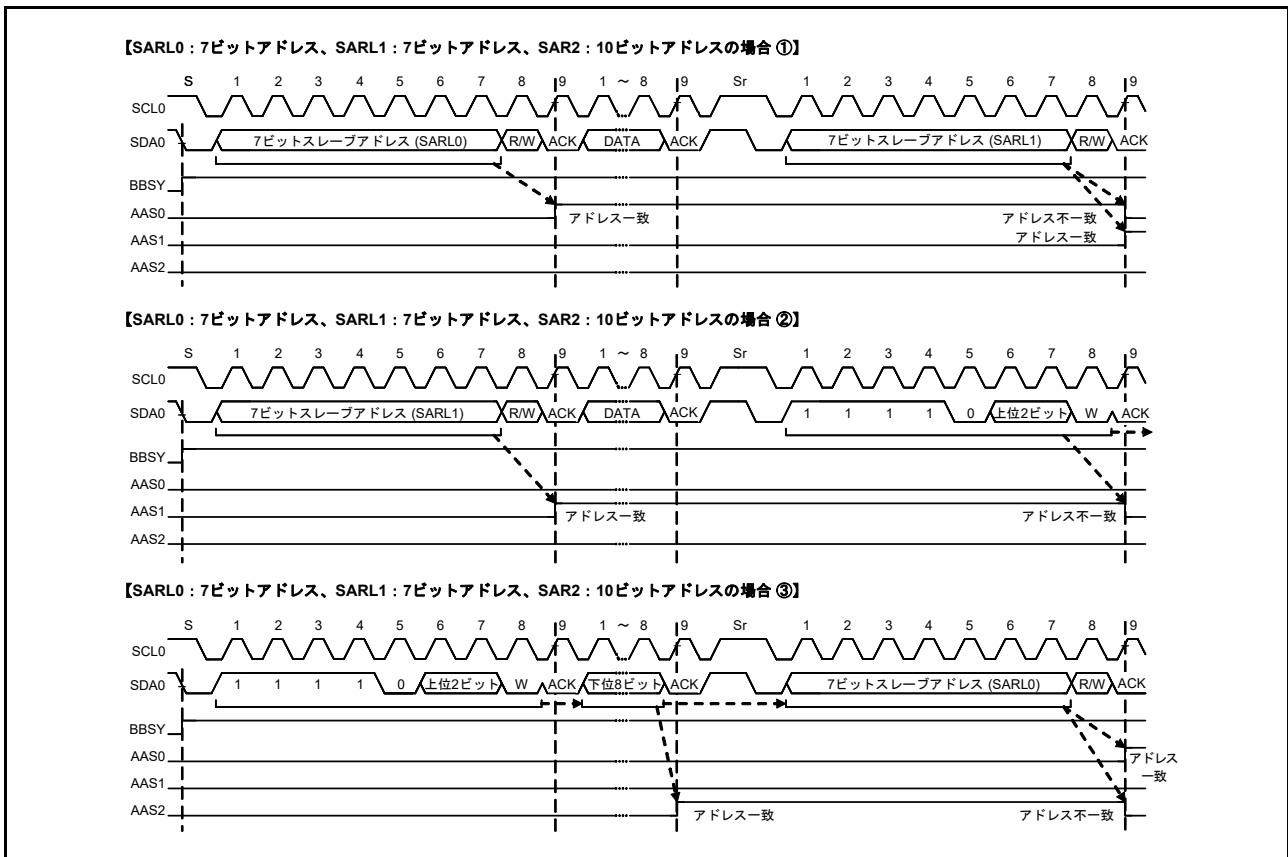 【SARL0：7ビットアドレス、SARL1：7ビットアドレス、SAR2：10ビットアドレスの場合 ①】
S 1 2 3 4 5 6 7 8 9 1 ～ 8 9 Sr 1 2 3 4 5 6 7 8 9
SCL0
SDA0 7ビットスレーブアドレス (SARL0) R/W ACK DATA ACK 7ビットスレーブアドレス (SARL1) R/W ACK
BBSY
AAS0 アドレス一致 アドレス不一致
AAS1 アドレス一致
AAS2
【SARL0：7ビットアドレス、SARL1：7ビットアドレス、SAR2：10ビットアドレスの場合 ②】
S 1 2 3 4 5 6 7 8 9 1 ～ 8 9 Sr 1 2 3 4 5 6 7 8 9
SCL0
SDA0 7ビットスレーブアドレス (SARL1) R/W ACK DATA ACK 1 1 1 1 0 上位2ビット W ACK
BBSY
AAS0
AAS1 アドレス一致 アドレス不一致
AAS2
【SARL0：7ビットアドレス、SARL1：7ビットアドレス、SAR2：10ビットアドレスの場合 ③】
S 1 2 3 4 5 6 7 8 9 1 ～ 8 9 Sr 1 2 3 4 5 6 7 8 9
SCL0
SDA0 1 1 1 1 0 上位2ビット W ACK 下位8ビット ACK 7ビットスレーブアドレス (SARL0) R/W ACK
BBSY
AAS0 アドレス
一致
AAS1
AAS2 アドレス一致 アドレス不一致